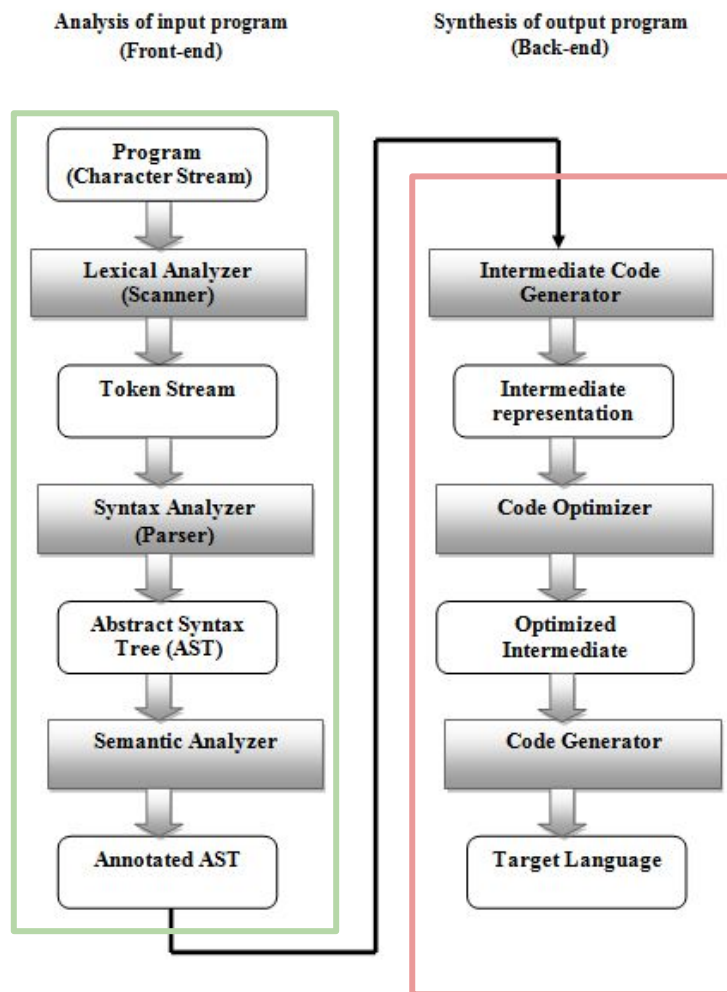 Analysis of input program
(Front-end)
Synthesis of output program
(Back-end)
Program
(Character Stream)
Lexical Analyzer
(Scanner)
Token Stream
Syntax Analyzer
(Parser)
Abstract Syntax
Tree (AST)
Semantic Analyzer
Annotated AST
Intermediate Code
Generator
Intermediate
representation
Code Optimizer
Optimized
Intermediate
Code Generator
Target Language